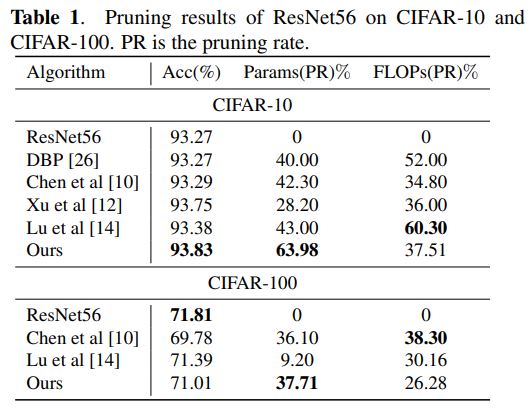 Table 1. Pruning results of ResNet56 on CIFAR-10 and
CIFAR-100. PR is the pruning rate.
Algorithm Acc(%) Params(PR)% FLOPs(PR)%
CIFAR-10
ResNet56 93.27 0 0
DBP [26] 93.27 40.00 52.00
Chen et al [10] 93.29 42.30 34.80
Xu et al [12] 93.75 28.20 36.00
Lu et al [14] 93.38 43.00 60.30
Ours 93.83 63.98 37.51
CIFAR-100
ResNet56 71.81 0 0
Chen et al [10] 69.78 36.10 38.30
Lu et al [14] 71.39 9.20 30.16
Ours 71.01 37.71 26.28